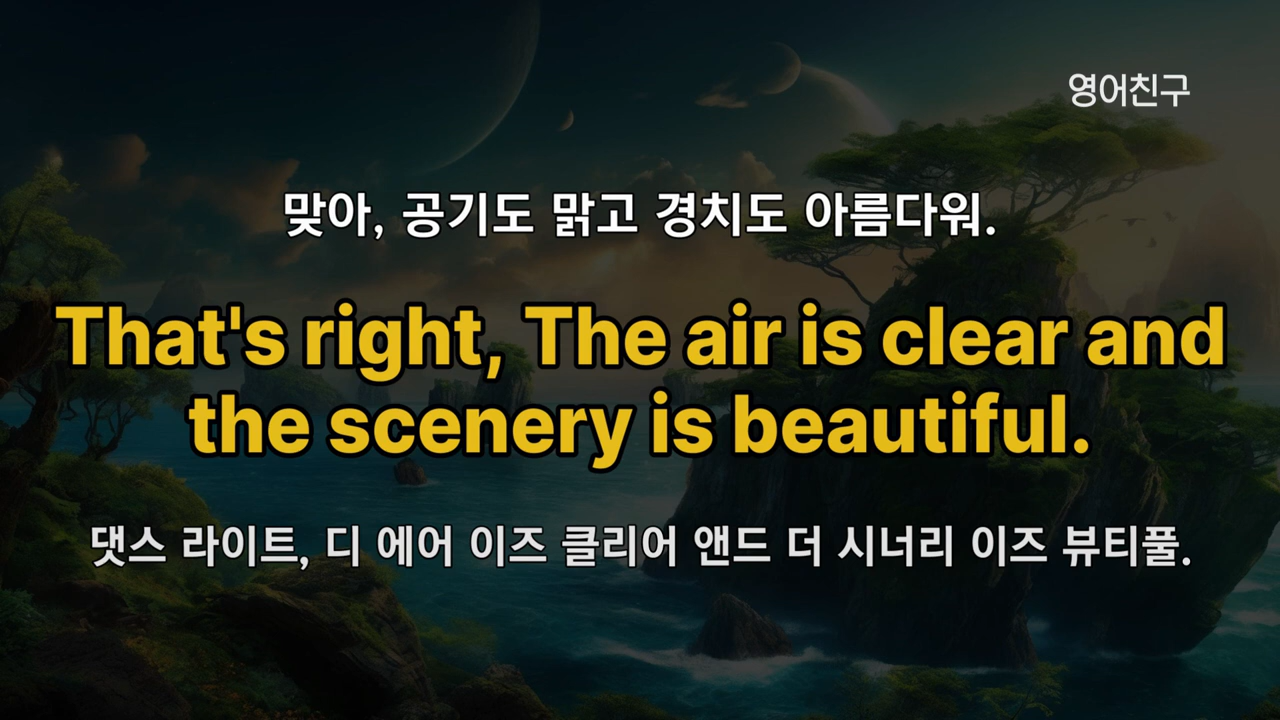 영어친구
맞아, 공기도 맑고 경치도 아름다워.
That's right, The air is clear and
the scenery is beautiful.
댓스 라이트, 디 에어 이즈 클리어 앤드 더 시너리 이즈 뷰티풀.